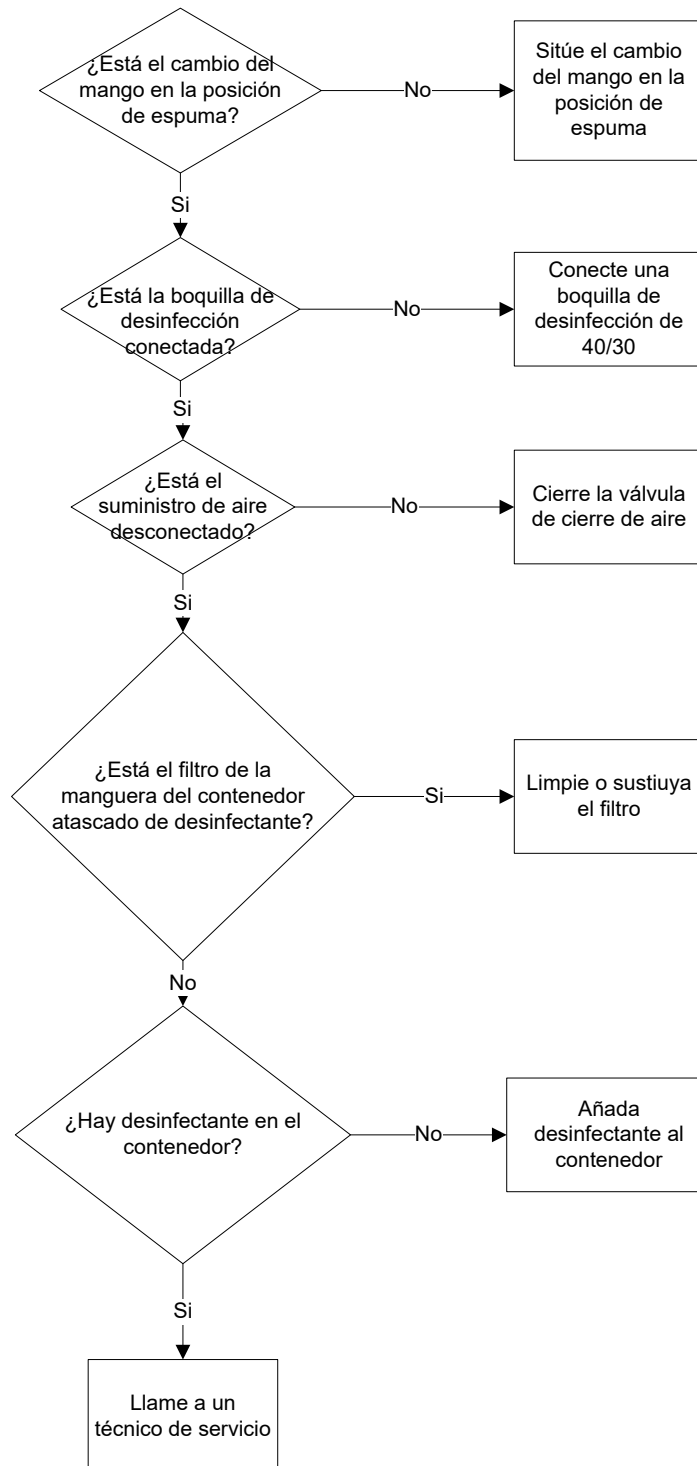 ¿Está el cambio del
mango en la posición
de espuma?
No
Sitúe el cambio
del mango en la
posición de
espuma
Si
¿Está la boquilla de
desinfección
conectada?
No
Conecte una
boquilla de
desinfección de
40/30
Si
¿Está el
suministro de aire
desconectado?
No
Cierre la válvula
de cierre de aire
Si
¿Está el filtro de la
manguera del contenedor
atascado de desinfectante?
Si
Limpie o sustiuya
el filtro
No
¿Hay desinfectante en el
contenedor?
No
Añada
desinfectante al
contenedor
Si
Llame a un
técnico de servicio